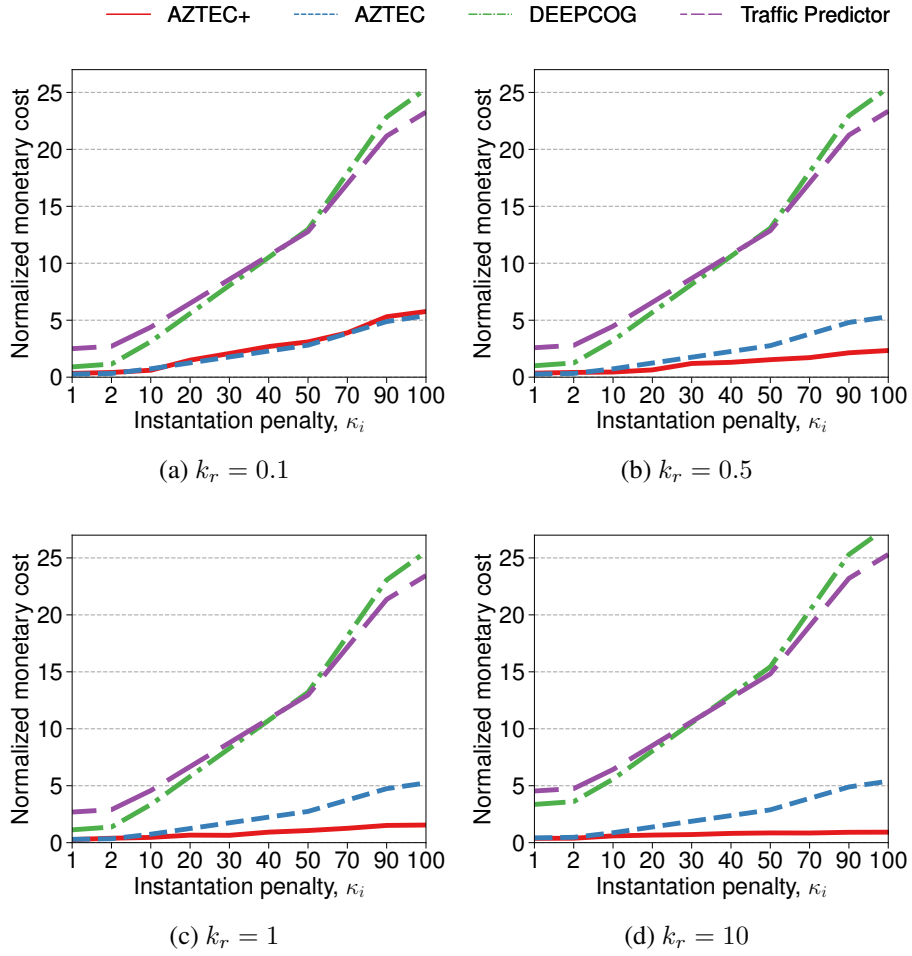 AZTEC+ AZTEC DEEPCOG Traffic Predictor
Normalized monetary cost
25
20
15
10
5
0
1 2 10 20 30 40 50 70 90 100
Instantation penalty, κi
(a) kr = 0.1
Normalized monetary cost
25
20
15
10
5
0
1 2 10 20 30 40 50 70 90 100
Instantation penalty, κi
(b) kr = 0.5
Normalized monetary cost
25
20
15
10
5
0
1 2 10 20 30 40 50 70 90 100
Instantation penalty, κi
(c) kr = 1
Normalized monetary cost
25
20
15
10
5
0
1 2 10 20 30 40 50 70 90 100
Instantation penalty, κi
(d) kr = 10